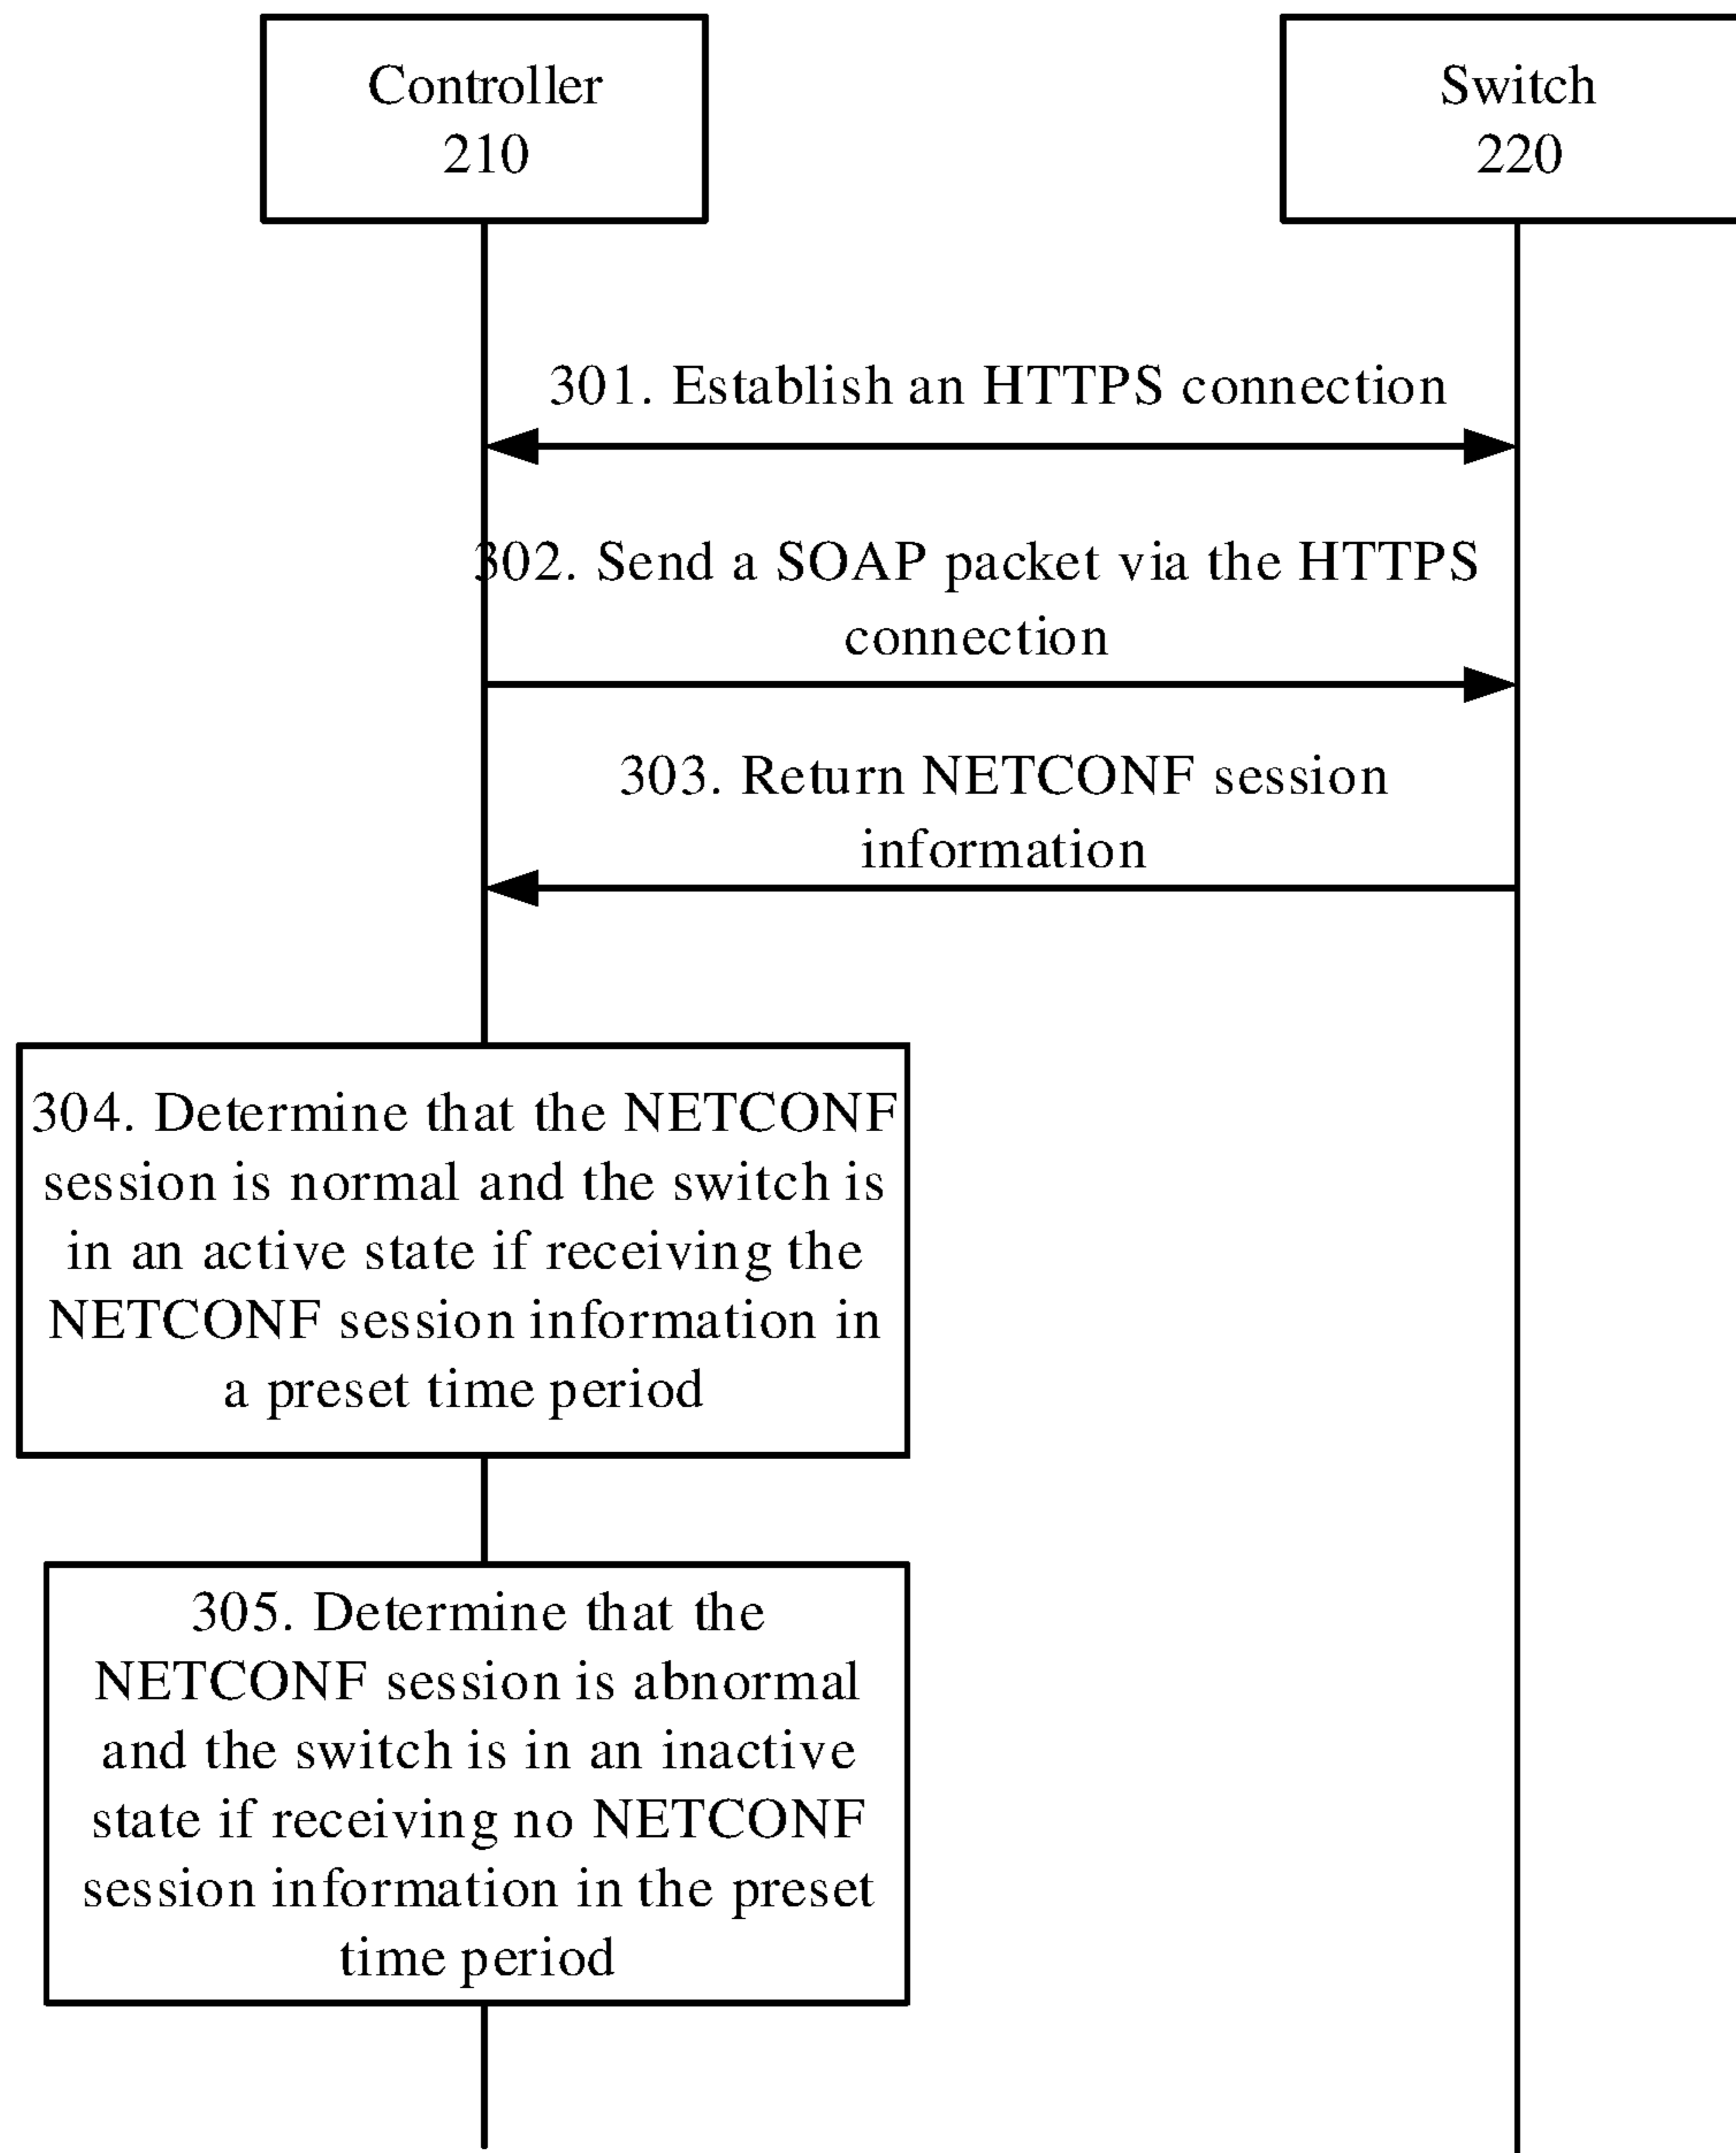 Controller
210
Switch
220
301. Establish an HTTPS connection
302. Send a SOAP packet via the HTTPS
connection
303. Return NETCONF session
information
304. Determine that the NETCONF
session is normal and the switch is
in an active state if receiving the
NETCONF session information in
a preset time period
305. Determine that the
NETCONF session is abnormal
and the switch is in an inactive
state if receiving no NETCONF
session information in the preset
time period